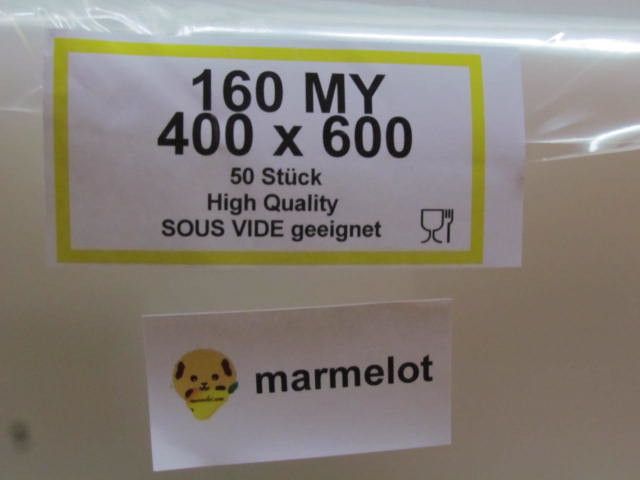 160 MY
400 x 600
50 Stück
High Quality
SOUS VIDE geeignet
marmelot